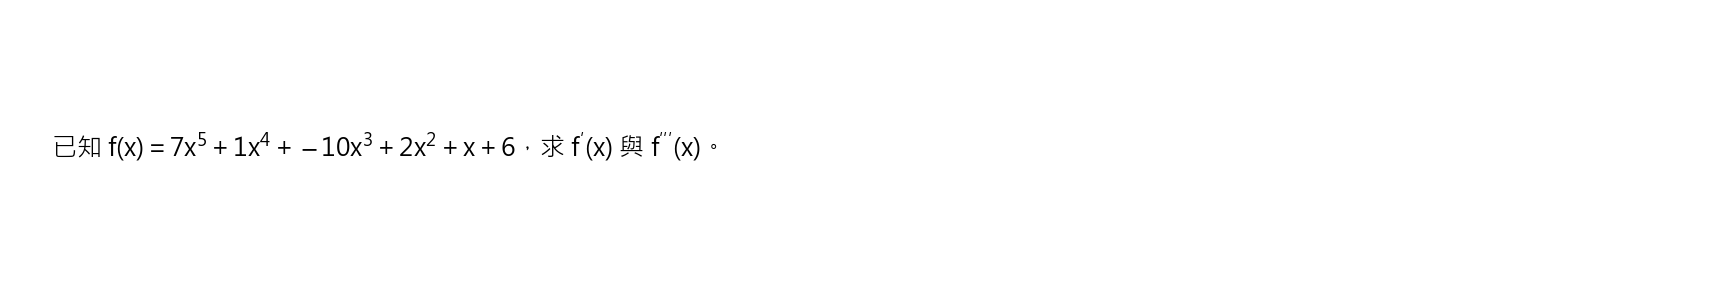 已知 f(x) = 7x⁵ + 1x⁴ + −10x³ + 2x² + x + 6，求 f′(x) 與 f′′′(x)。